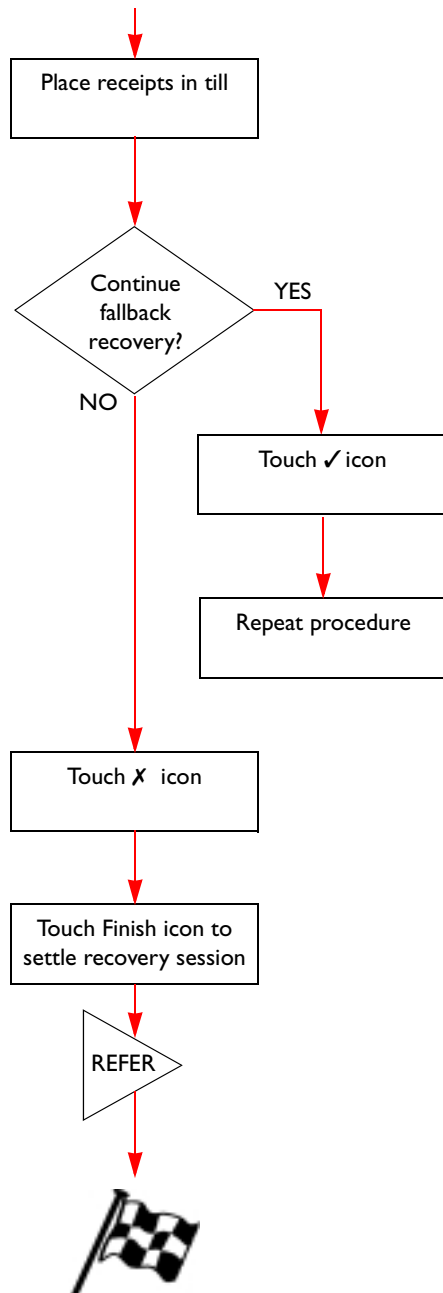 Place receipts in till
Continue
fallback
recovery?
YES
NO
Touch ✓ icon
Repeat procedure
Touch ✗ icon
Touch Finish icon to
settle recovery session
REFER